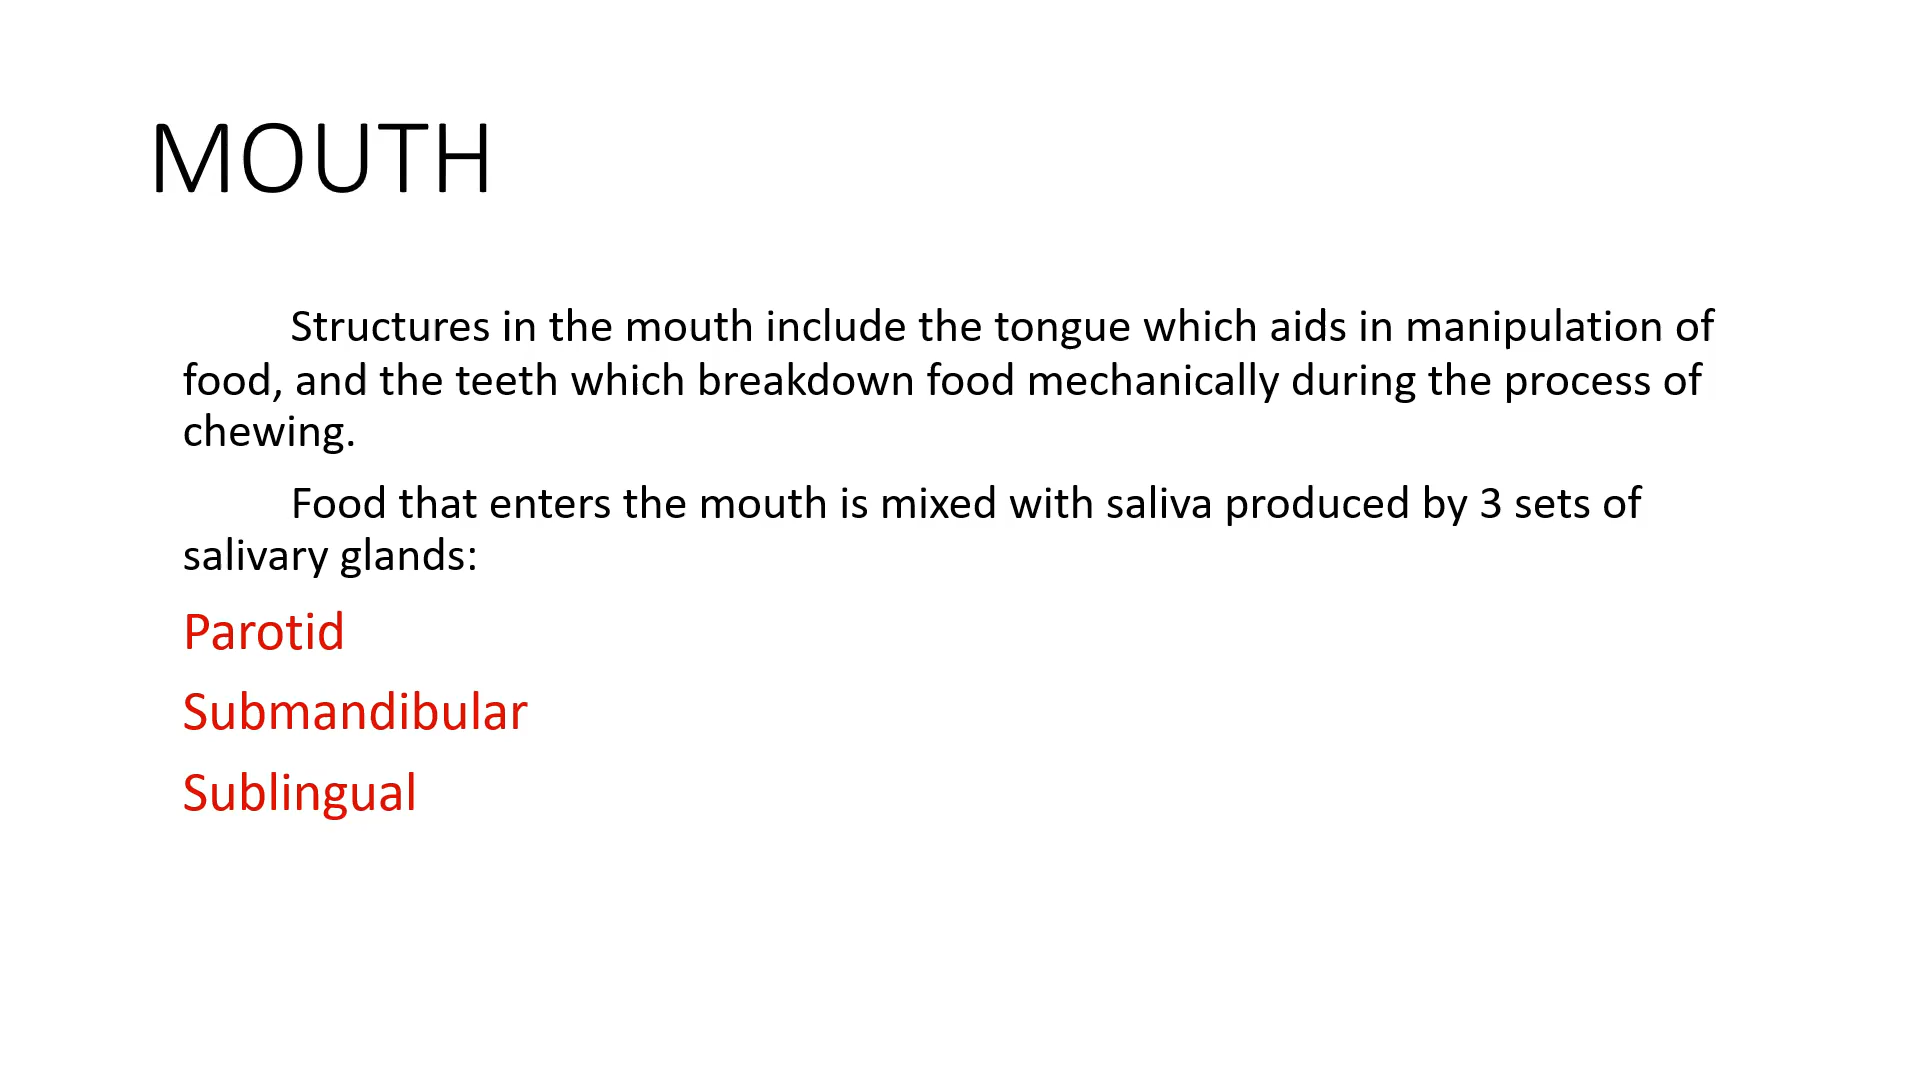 MOUTH
Structures in the mouth include the tongue which aids in manipulation of
food, and the teeth which breakdown food mechanically during the process of
chewing.
Food that enters the mouth is mixed with saliva produced by 3 sets of
salivary glands:
Parotid
Submandibular
Sublingual